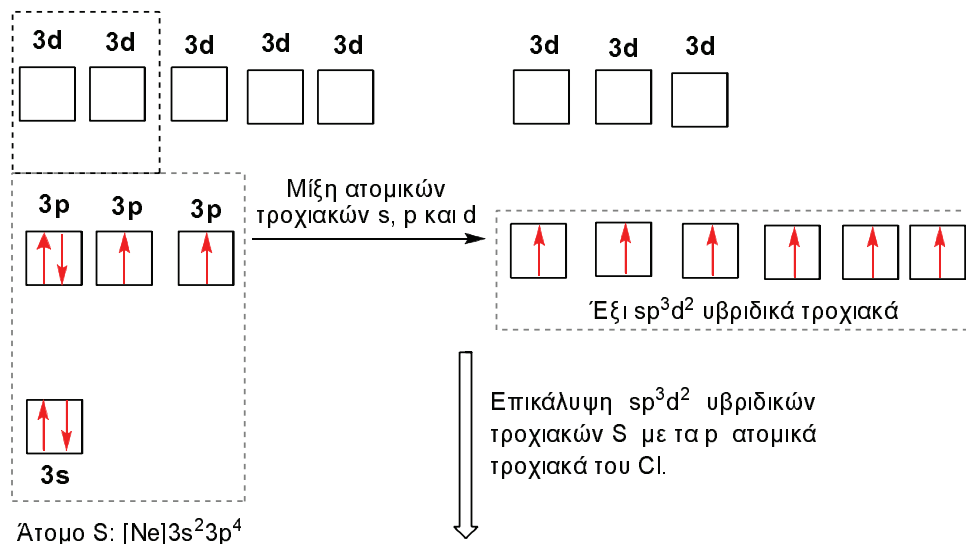 3d 3d 3d 3d 3d 3d 3d 3d
Μίξη ατομικών
τροχιακών s, p και d
3p 3p 3p
Έξι sp³d² υβριδικά τροχιακά
3s
Επικάλυψη sp³d² υβριδικών
τροχιακών S με τα p ατομικά
τροχιακά του Cl.
Άτομο S: [Ne]3s²3p⁴